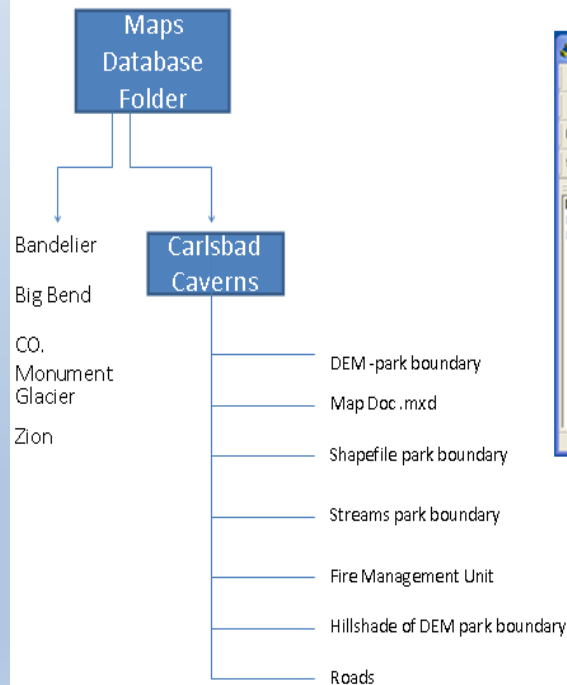 Maps
Database
Folder
Bandelier
Big Bend
CO.
Monument
Glacier
Zion
Carlsbad
Caverns
DEM -park boundary
Map Doc .mxd
Shapefile park boundary
Streams park boundary
Fire Management Unit
Hillshade of DEM park boundary
Roads